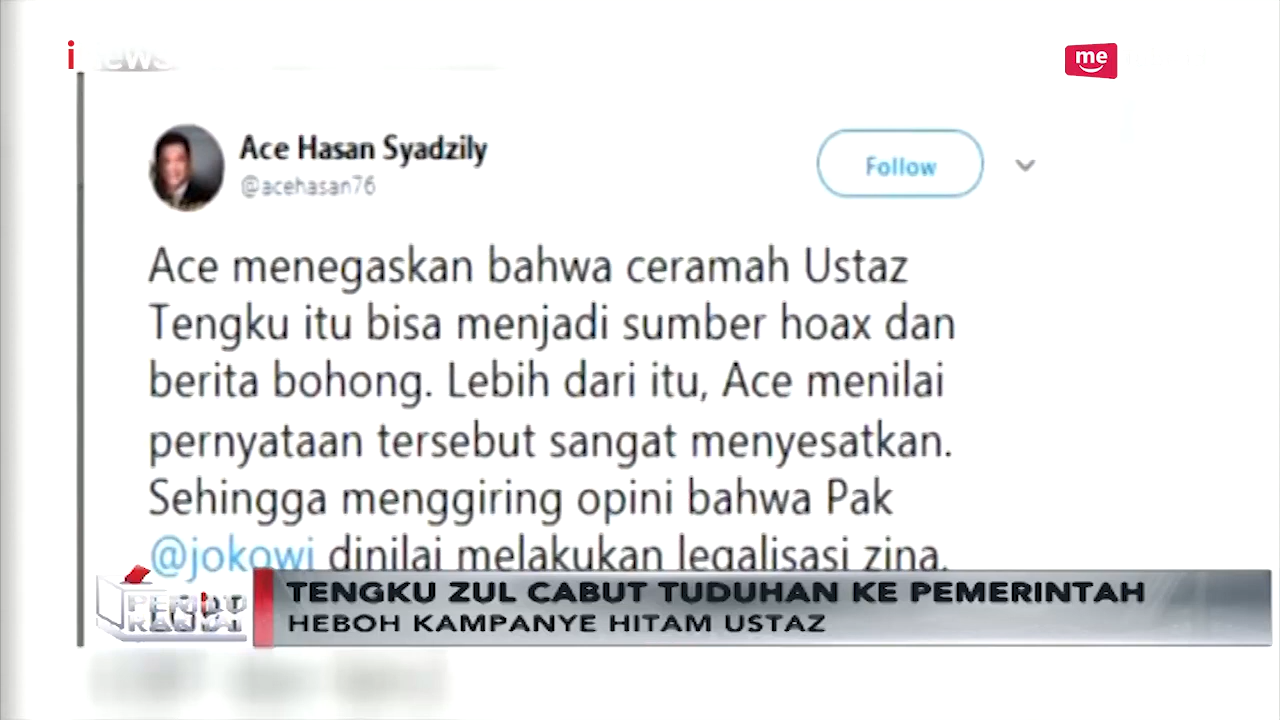 iNews
me
Ace Hasan Syadzily
@acehasan76
Follow
Ace menegaskan bahwa ceramah Ustaz
Tengku itu bisa menjadi sumber hoax dan
berita bohong. Lebih dari itu, Ace menilai
pernyataan tersebut sangat menyesatkan.
Sehingga menggiring opini bahwa Pak
@jokowi dinilai melakukan legalisasi zina.
TENGKU ZUL CABUT TUDUHAN KE PEMERINTAH
HEBOH KAMPANYE HITAM USTAZ